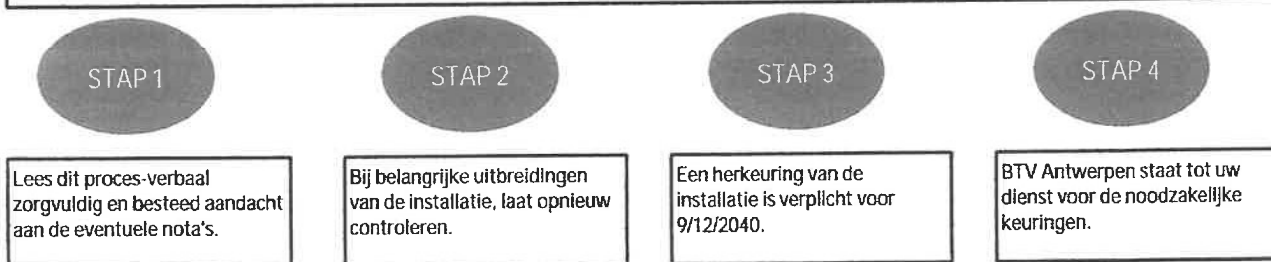 STAP 1
STAP 2
STAP 3
STAP 4
Lees dit proces-verbaal
zorgvuldig en besteed aandacht
aan de eventuele nota's.
Bij belangrijke uitbreidingen
van de installatie, laat opnieuw
controleren.
Een herkeuring van de
installatie is verplicht voor
9/12/2040.
BTV Antwerpen staat tot uw
dienst voor de noodzakelijke
keuringen.